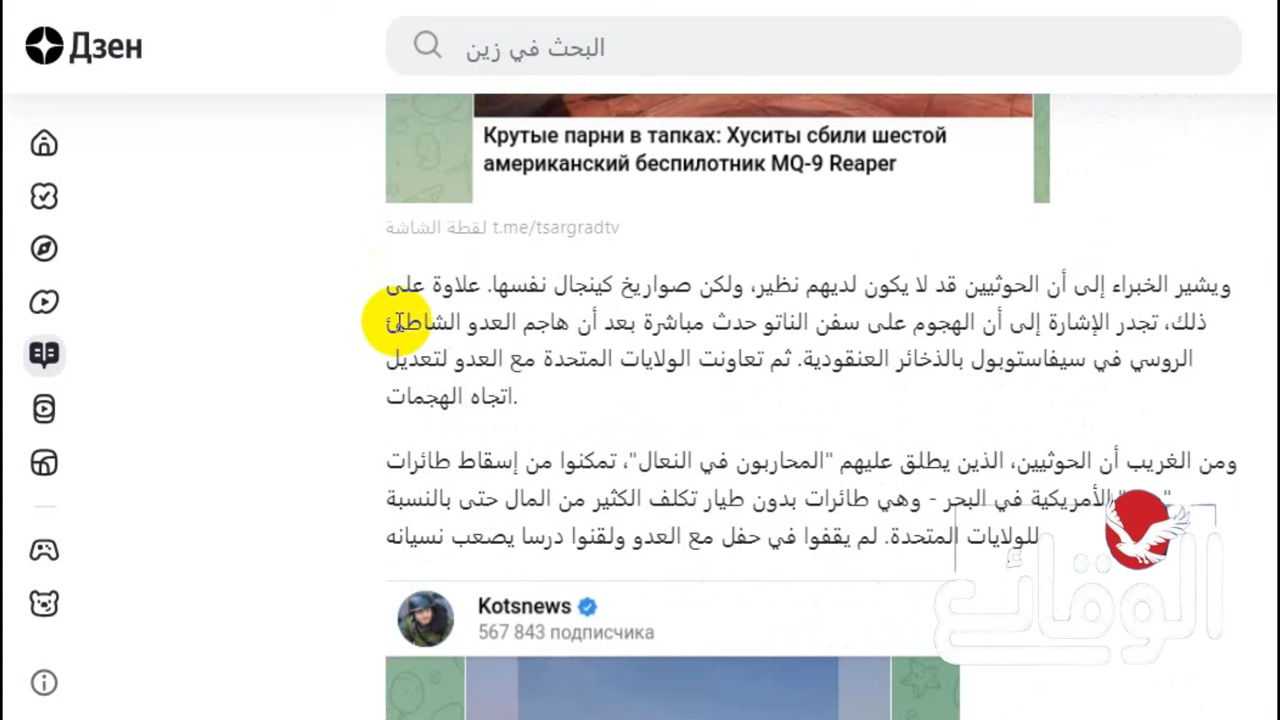 Дзен
البحث في زين
Крутые парни в тапках: Хуситы сбили шестой
американский беспилотник MQ-9 Reaper
لقطة الشاشة t.me/tsargradtv
ويشير الخبراء إلى أن الحوثيين قد لا يكون لديهم نظير، ولكن صواريخ كينجال نفسها. علاوة على
ذلك، تجدر الإشارة إلى أن الهجوم على سفن الناتو حدث مباشرة بعد أن هاجم العدو الشاطئ
الروسي في سيفاستوبول بالذخائر العنقودية. ثم تعاونت الولايات المتحدة مع العدو لتعديل
اتجاه الهجمات.
ومن الغريب أن الحوثيين، الذين يطلق عليهم "المحاربون في النعال"، تمكنوا من إسقاط طائرات
الأمريكية في البحر - وهي طائرات بدون طيار تكلف الكثير من المال حتى بالنسبة
للولايات المتحدة. لم يقفوا في حفل مع العدو ولقنوا درسا يصعب نسيانه
Kotsnews
567 843 подписчика
الوقائع